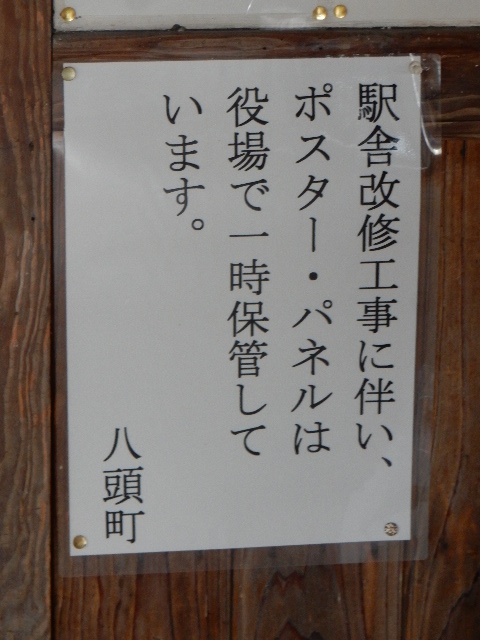 駅舎改修工事に伴い、
ポスター・パネルは
役場で一時保管して
います。
八頭町